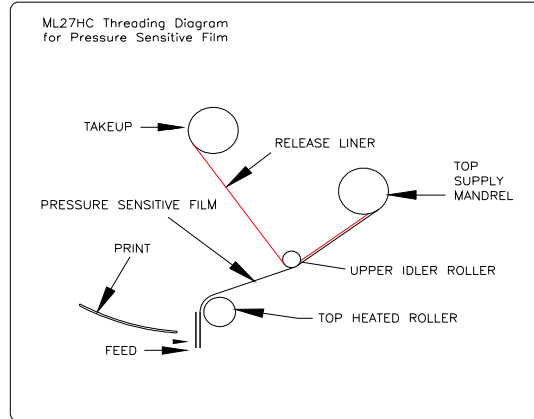 ML27HC Threading Diagram
for Pressure Sensitive Film
TAKEUP
RELEASE LINER
TOP
SUPPLY
MANDREL
PRESSURE SENSITIVE FILM
PRINT
UPPER IDLER ROLLER
TOP HEATED ROLLER
FEED